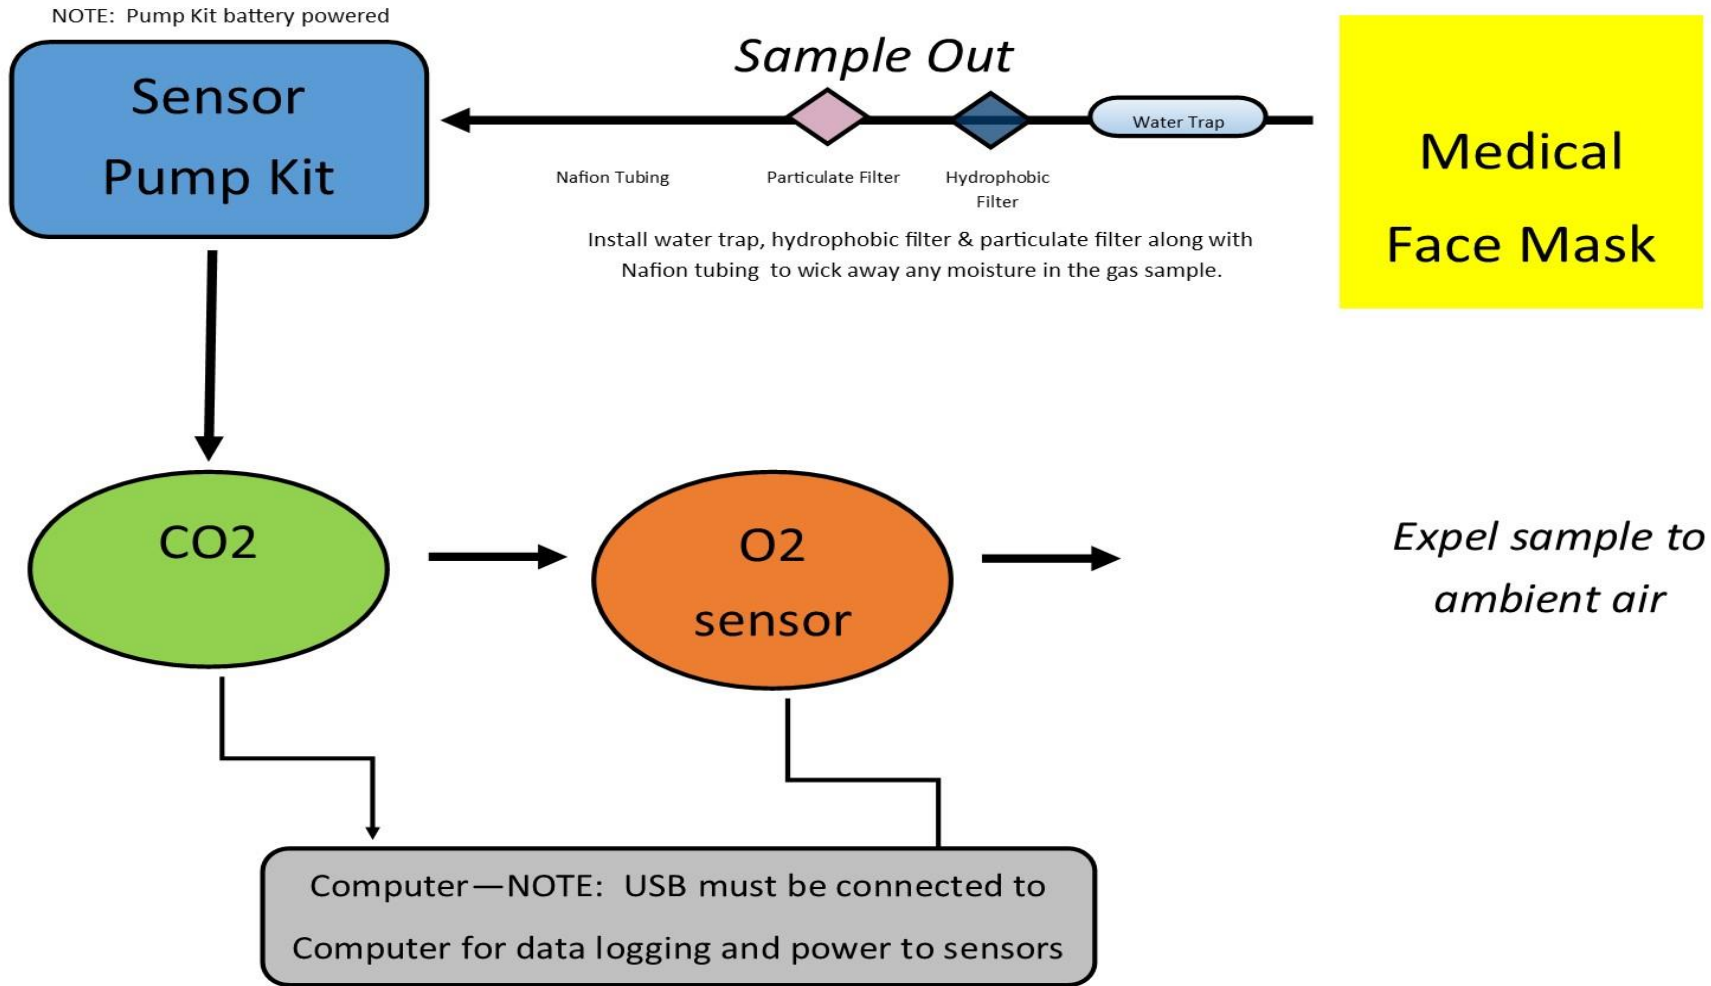 NOTE:  Pump Kit battery powered
Sensor
Pump Kit
Sample Out
Water Trap
Medical
Face Mask
Nafion Tubing
Particulate Filter
Hydrophobic
Filter
Install water trap, hydrophobic filter & particulate filter along with
Nafion tubing  to wick away any moisture in the gas sample.
CO2
O2
sensor
Expel sample to
ambient air
Computer—NOTE:  USB must be connected to
Computer for data logging and power to sensors